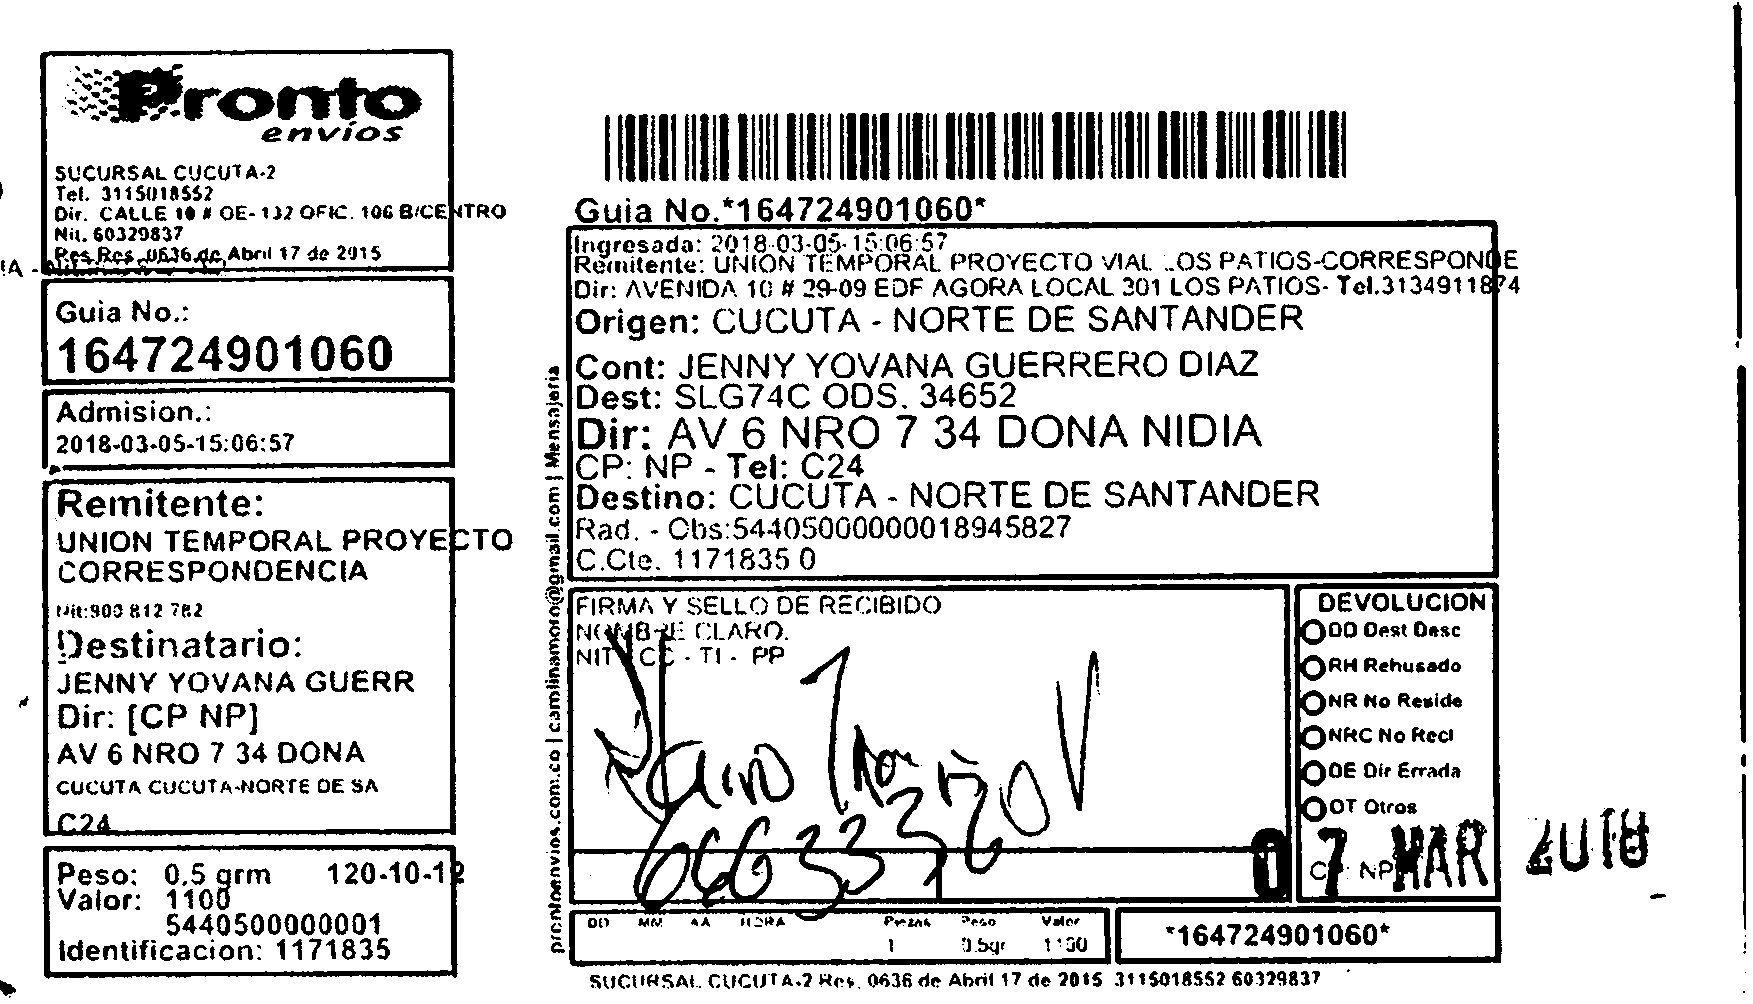 Pronto
envíos
SUCURSAL CUCUTA-2
Tel. 3115018552
Dir. CALLE 10 # OE-132 OFIC. 106 B/CENTRO
Nit. 60329837
Res Res 0636 de Abril 17 de 2015
Guia No.:
164724901060
Admision.:
2018-03-05-15:06:57
Remitente:
UNION TEMPORAL PROYECTO
CORRESPONDENCIA
Nit:900 812 782
Destinatario:
JENNY YOVANA GUERR
Dir: [CP NP]
AV 6 NRO 7 34 DONA
CUCUTA CUCUTA-NORTE DE SA
C24
Peso: 0.5 grm 120-10-12
Valor: 1100
5440500000001
Identificacion: 1171835
prontoenvios.com.co | carolinamoro@gmail.com | Mensajeria
Guia No.*164724901060*
Ingresada: 2018-03-05-15:06:57
Remitente: UNION TEMPORAL PROYECTO VIAL LOS PATIOS-CORRESPONDE
Dir: AVENIDA 10 # 29-09 EDF AGORA LOCAL 301 LOS PATIOS- Tel.3134911874
Origen: CUCUTA - NORTE DE SANTANDER
Cont: JENNY YOVANA GUERRERO DIAZ
Dest: SLG74C ODS. 34652
Dir: AV 6 NRO 7 34 DONA NIDIA
CP: NP - Tel: C24
Destino: CUCUTA - NORTE DE SANTANDER
Rad. - Obs:54405000000018945827
C.Cte. 1171835 0
FIRMA Y SELLO DE RECIBIDO
NOMBRE CLARO.
NIT - CC - TI - PP
DEVOLUCION
DD Dest Desc
RH Rehusado
NR No Reside
NRC No Recl
DE Dir Errada
OT Otros
CP: NP
07 MAR 2018
DD MM AA HORA Piezas Peso Valor
1 0.5gr 1100
*164724901060*
SUCURSAL CUCUTA-2 Res. 0636 de Abril 17 de 2015 3115018552 60329837